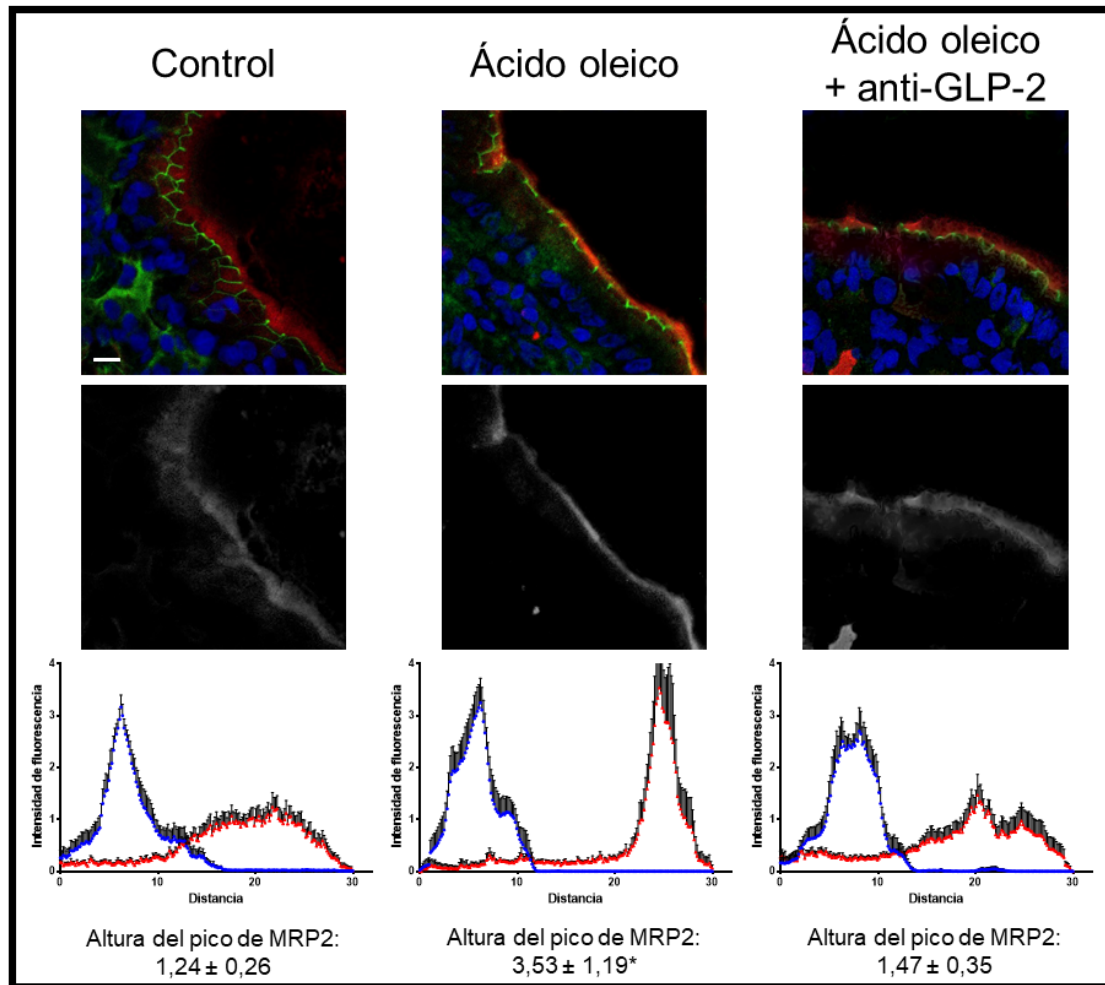 Control
Ácido oleico
Ácido oleico
+ anti-GLP-2
Intensidad de fluorescencia
4
3
2
1
0
0 10 20 30
Distancia
Intensidad de fluorescencia
4
3
2
1
0
0 10 20 30
Distancia
Intensidad de fluorescencia
4
3
2
1
0
0 10 20 30
Distancia
Altura del pico de MRP2:
1,24 ± 0,26
Altura del pico de MRP2:
3,53 ± 1,19*
Altura del pico de MRP2:
1,47 ± 0,35